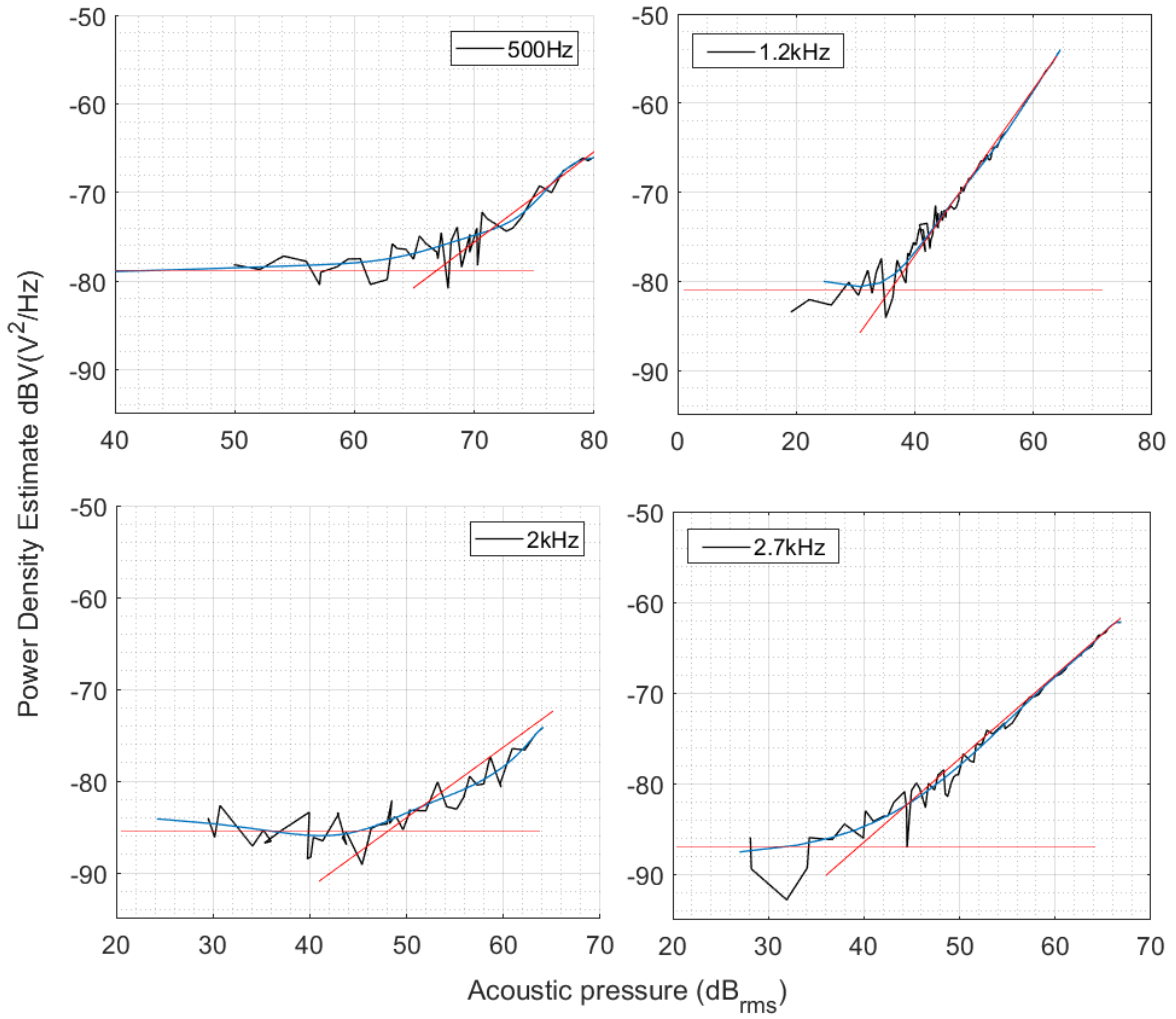 -50
-60
-70
-80
-90
40 50 60 70 80
500Hz
-50
-60
-70
-80
-90
0 20 40 60 80
1.2kHz
-50
-60
-70
-80
-90
20 30 40 50 60 70
2kHz
-50
-60
-70
-80
-90
20 30 40 50 60 70
2.7kHz
Power Density Estimate dBV(V²/Hz)
Acoustic pressure (dBrms)